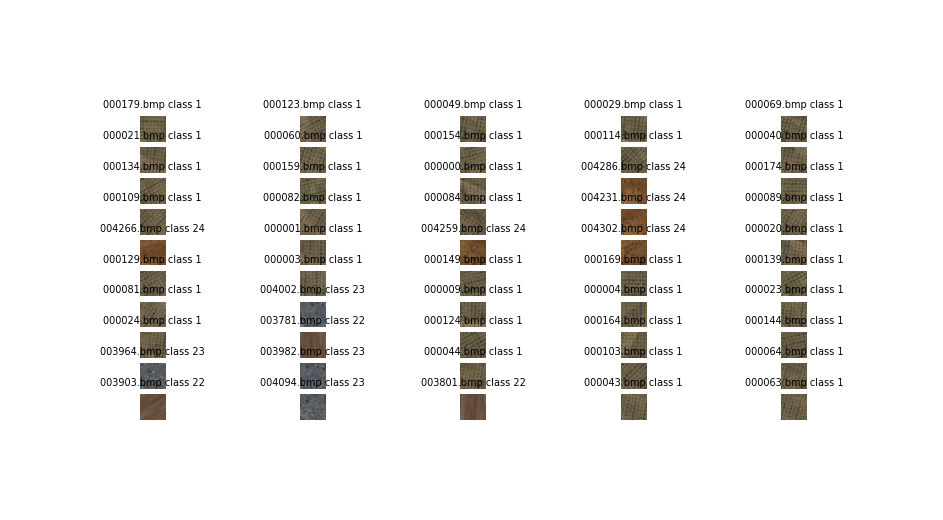 000179.bmp class 1 000123.bmp class 1 000049.bmp class 1 000029.bmp class 1 000069.bmp class 1
000021.bmp class 1 000060.bmp class 1 000154.bmp class 1 000114.bmp class 1 000040.bmp class 1
000134.bmp class 1 000159.bmp class 1 000000.bmp class 1 004286.bmp class 24 000174.bmp class 1
000109.bmp class 1 000082.bmp class 1 000084.bmp class 1 004231.bmp class 24 000089.bmp class 1
004266.bmp class 24 000001.bmp class 1 004259.bmp class 24 004302.bmp class 24 000020.bmp class 1
000129.bmp class 1 000003.bmp class 1 000149.bmp class 1 000169.bmp class 1 000139.bmp class 1
000081.bmp class 1 004002.bmp class 23 000009.bmp class 1 000004.bmp class 1 000023.bmp class 1
000024.bmp class 1 003781.bmp class 22 000124.bmp class 1 000164.bmp class 1 000144.bmp class 1
003964.bmp class 23 003982.bmp class 23 000044.bmp class 1 000103.bmp class 1 000064.bmp class 1
003903.bmp class 22 004094.bmp class 23 003801.bmp class 22 000043.bmp class 1 000063.bmp class 1